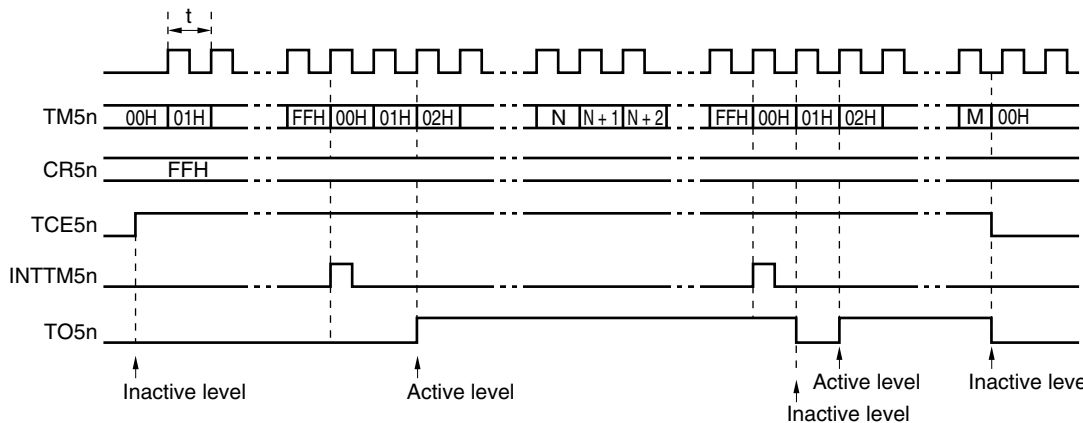 t
TM5n 00H 01H FFH 00H 01H 02H N N + 1 N + 2 FFH 00H 01H 02H M 00H
CR5n FFH
TCE5n
INTTM5n
TO5n
Inactive level Active level Active level Inactive leve
Inactive level